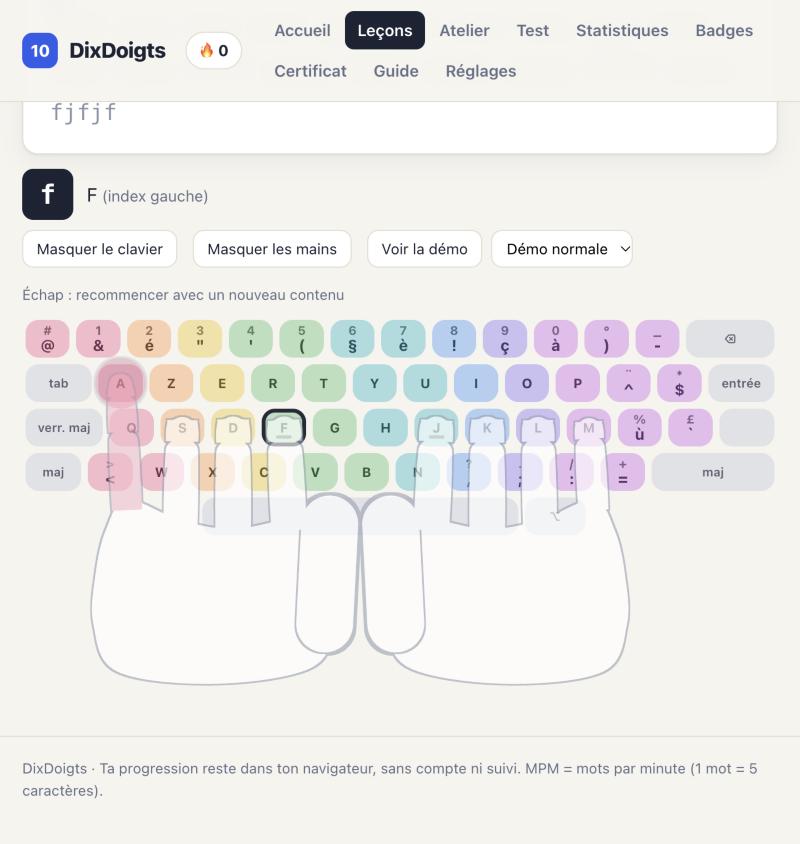 10 DixDoigts 🔥 0 Accueil Leçons Atelier Test Statistiques Badges
Certificat Guide Réglages
fjfjf
f F (index gauche)
Masquer le clavier Masquer les mains Voir la démo Démo normale
Échap : recommencer avec un nouveau contenu
# 1 2 3 4 5 6 7 8 9 0 ° _
@ & é " ' ( § è ! ç à ) - ⌫
tab A Z E R T Y U I O P ¨ ^ * $ entrée
verr. maj Q S D F G H J K L M % ù £ `
maj > < W X C V B N ? , . ; / : + = maj
⌥
DixDoigts · Ta progression reste dans ton navigateur, sans compte ni suivi. MPM = mots par minute (1 mot = 5
caractères).